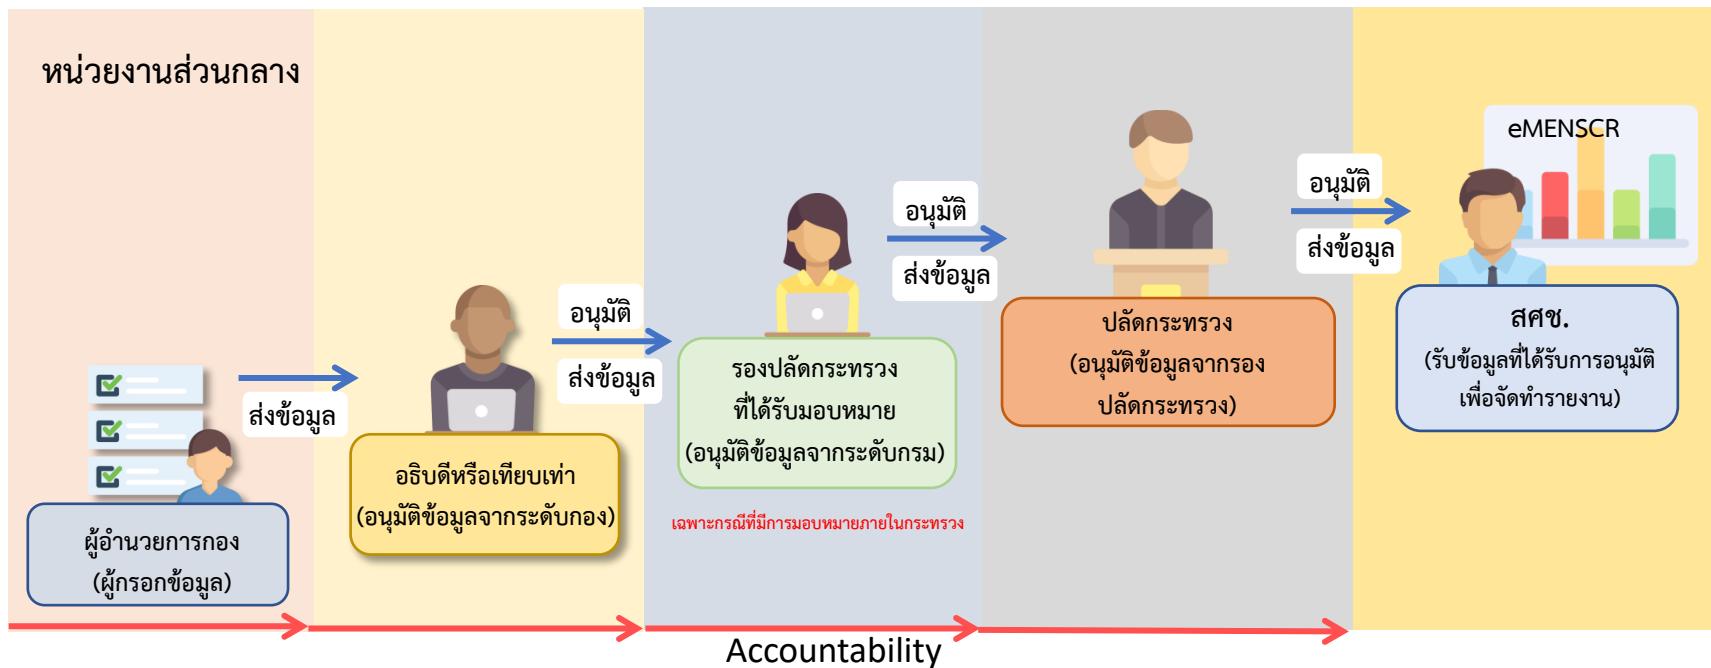 หน่วยงานส่วนกลาง
ส่งข้อมูล
ผู้อำนวยการกอง
(ผู้กรอกข้อมูล)
อนุมัติ
ส่งข้อมูล
อธิบดีหรือเทียบเท่า
(อนุมัติข้อมูลจากระดับกอง)
อนุมัติ
ส่งข้อมูล
รองปลัดกระทรวง
ที่ได้รับมอบหมาย
(อนุมัติข้อมูลจากระดับกรม)
เฉพาะกรณีที่มีการมอบหมายภายในกระทรวง
อนุมัติ
ส่งข้อมูล
ปลัดกระทรวง
(อนุมัติข้อมูลจากรอง
ปลัดกระทรวง)
eMENSCR
สศช.
(รับข้อมูลที่ได้รับการอนุมัติ
เพื่อจัดทำรายงาน)
Accountability